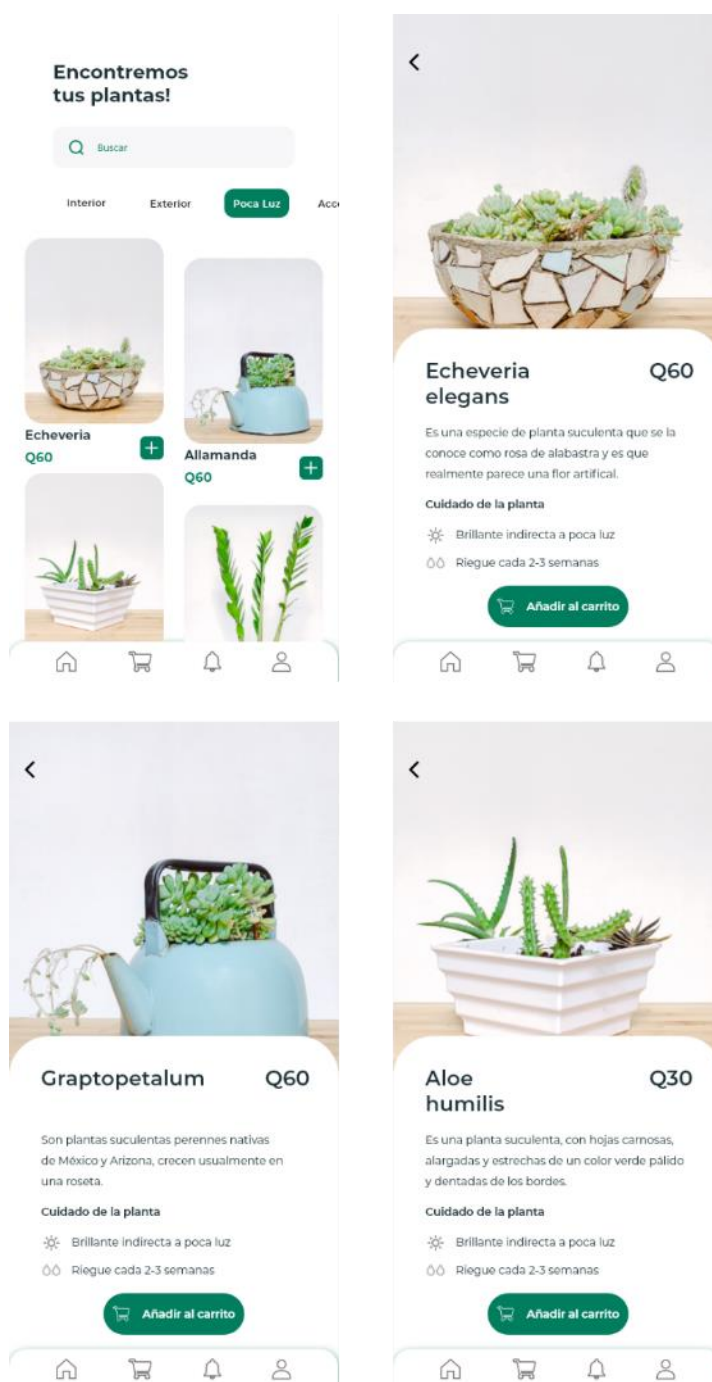 Encontremos
tus plantas!
Buscar
Interior Exterior Poca Luz Acc
Echeveria
Q60
Allamanda
Q60
Echeveria Q60
elegans
Es una especie de planta suculenta que se la
conoce como rosa de alabastra y es que
realmente parece una flor artifical.
Cuidado de la planta
Brillante indirecta a poca luz
Riegue cada 2-3 semanas
Añadir al carrito
Graptopetalum Q60
Son plantas suculentas perennes nativas
de México y Arizona, crecen usualmente en
una roseta.
Cuidado de la planta
Brillante indirecta a poca luz
Riegue cada 2-3 semanas
Añadir al carrito
Aloe Q30
humilis
Es una planta suculenta, con hojas carnosas,
alargadas y estrechas de un color verde pálido
y dentadas de los bordes.
Cuidado de la planta
Brillante indirecta a poca luz
Riegue cada 2-3 semanas
Añadir al carrito